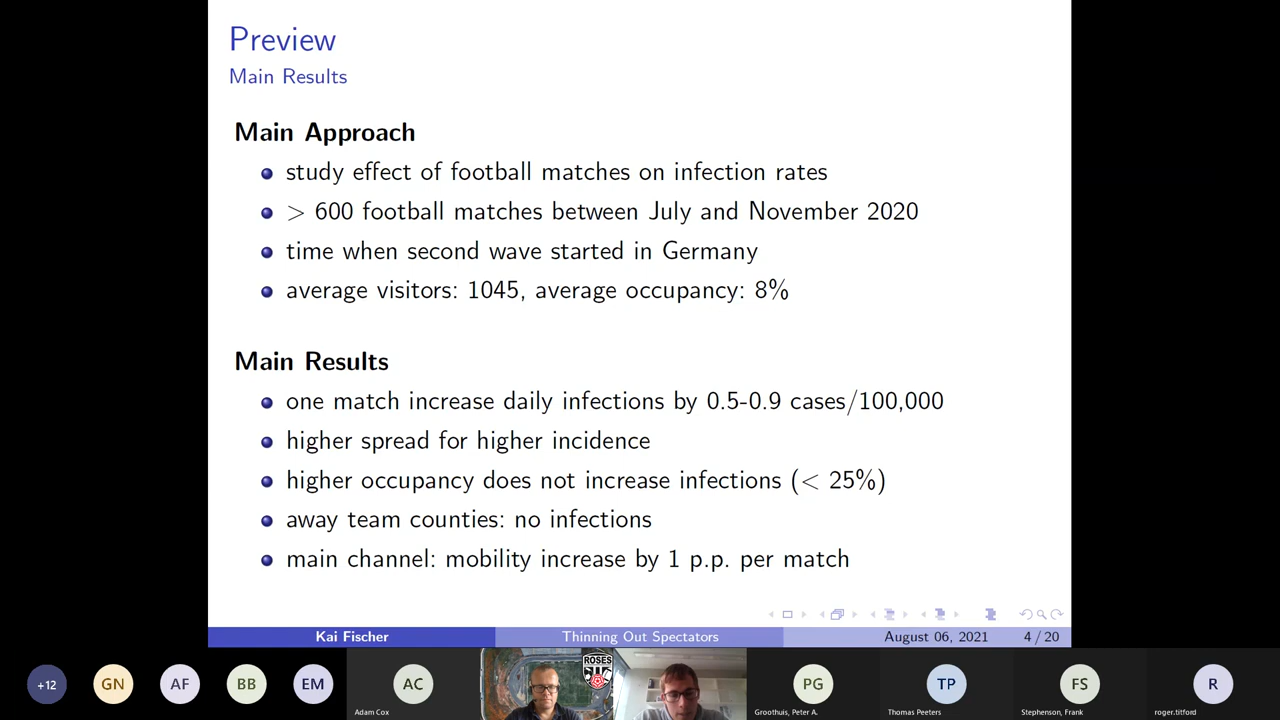 Preview
Main Results
Main Approach
study effect of football matches on infection rates
> 600 football matches between July and November 2020
time when second wave started in Germany
average visitors: 1045, average occupancy: 8%
Main Results
one match increase daily infections by 0.5-0.9 cases/100,000
higher spread for higher incidence
higher occupancy does not increase infections (< 25%)
away team counties: no infections
main channel: mobility increase by 1 p.p. per match
Kai Fischer
Thinning Out Spectators
August 06, 2021
4 / 20
+12
GN
AF
BB
EM
AC
Adam Cox
ROSES
PG
Groothuis, Peter A.
TP
Thomas Peeters
FS
Stephenson, Frank
R
roger.titford